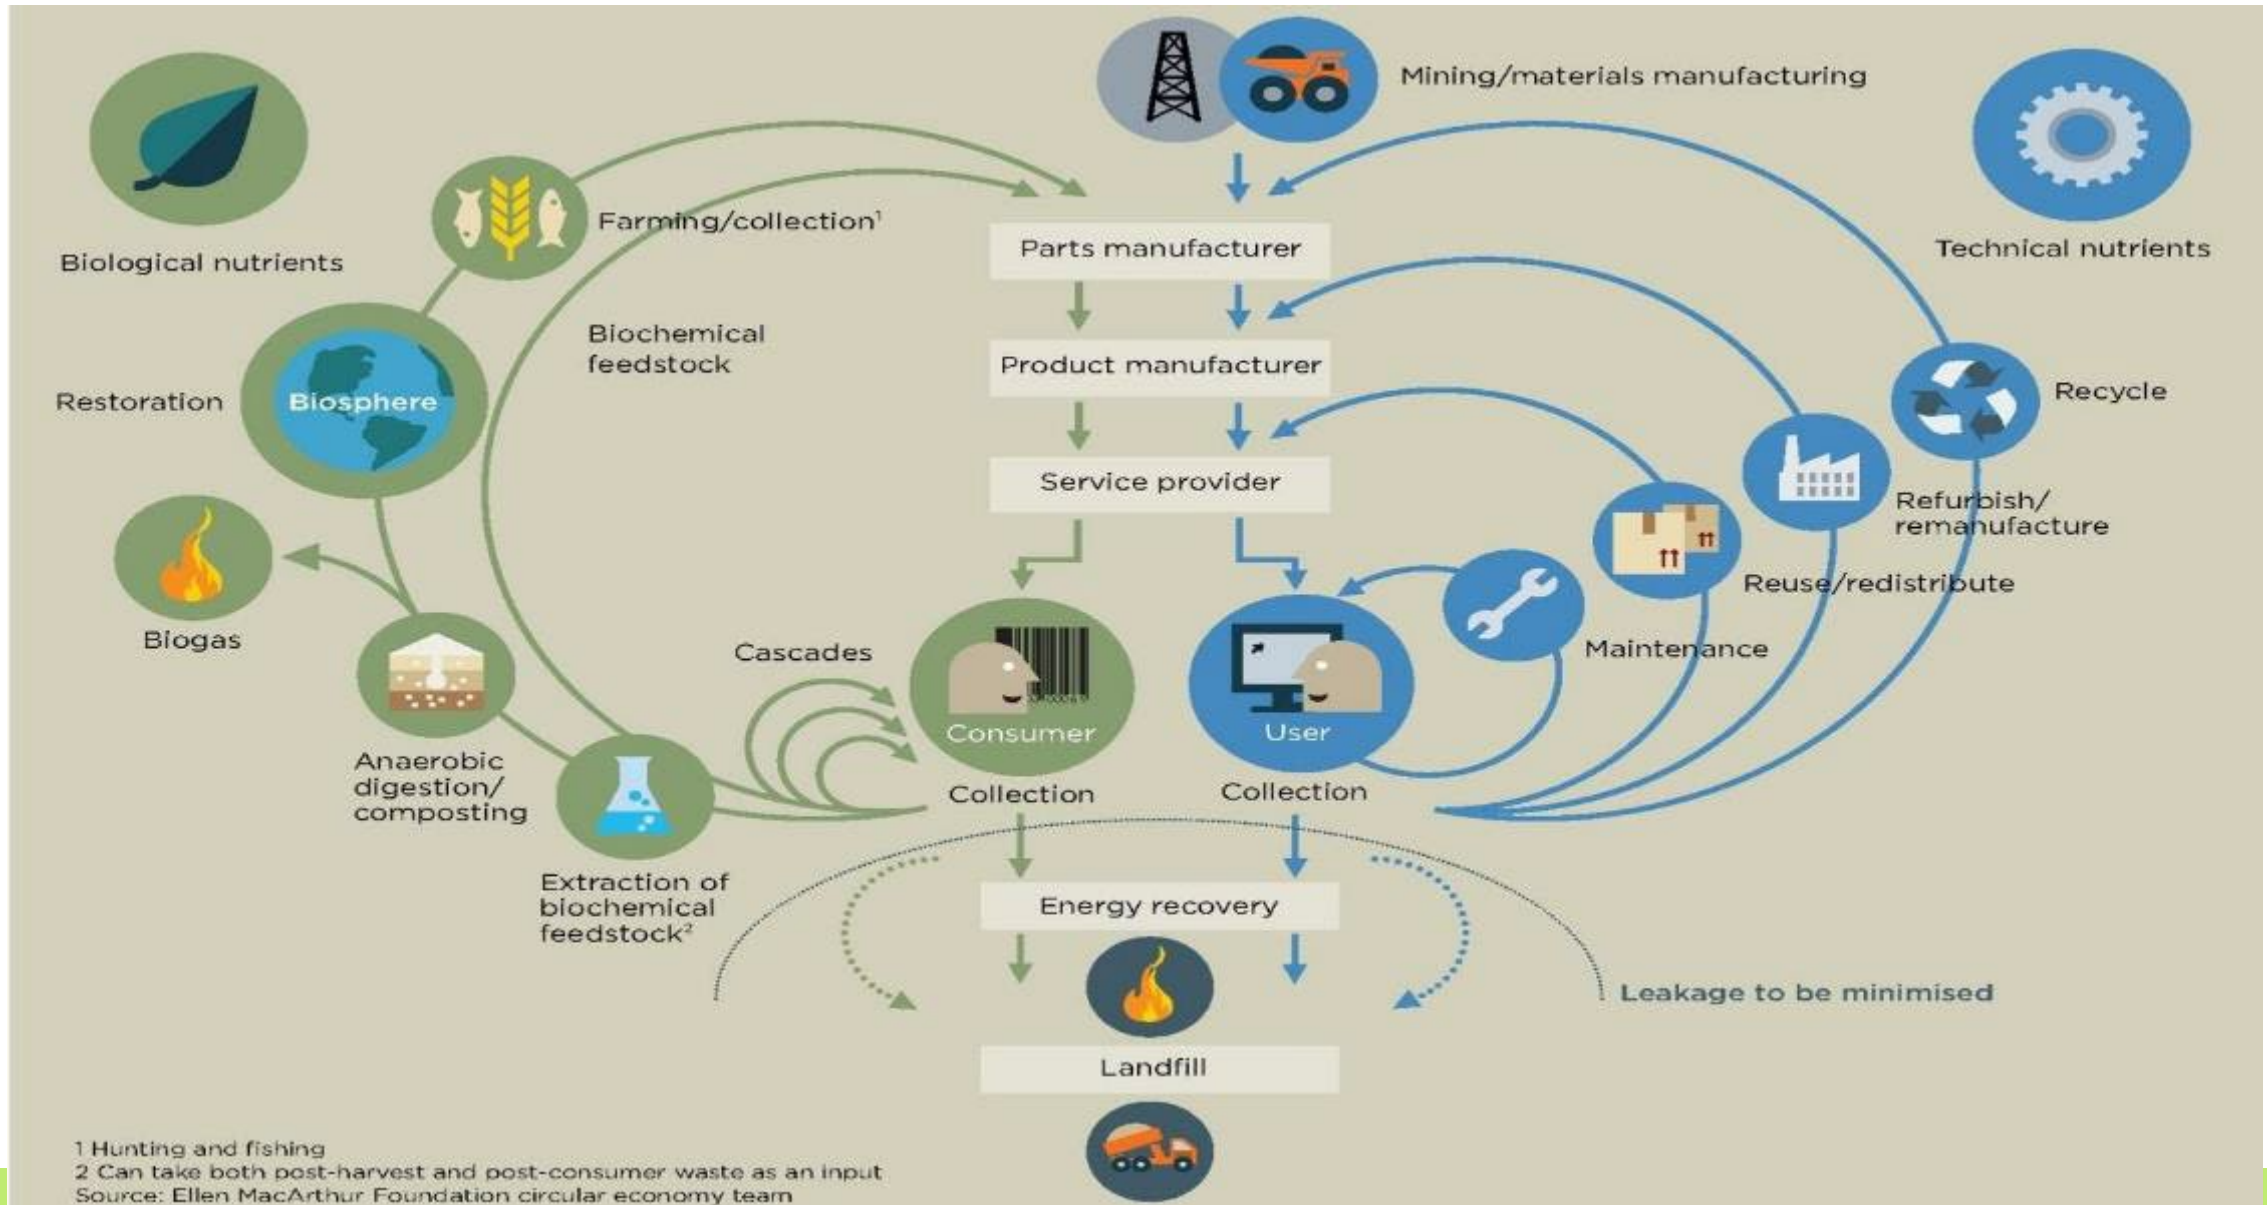 Mining/materials manufacturing
Biological nutrients
Technical nutrients
Farming/collection¹
Parts manufacturer
Biochemical
feedstock
Product manufacturer
Restoration
Biosphere
Recycle
Service provider
Refurbish/
remanufacture
Reuse/redistribute
Biogas
Cascades
Maintenance
Consumer
User
Anaerobic
digestion/
composting
Collection
Collection
Extraction of
biochemical
feedstock²
Energy recovery
Leakage to be minimised
Landfill
1 Hunting and fishing
2 Can take both post-harvest and post-consumer waste as an input
Source: Ellen MacArthur Foundation circular economy team